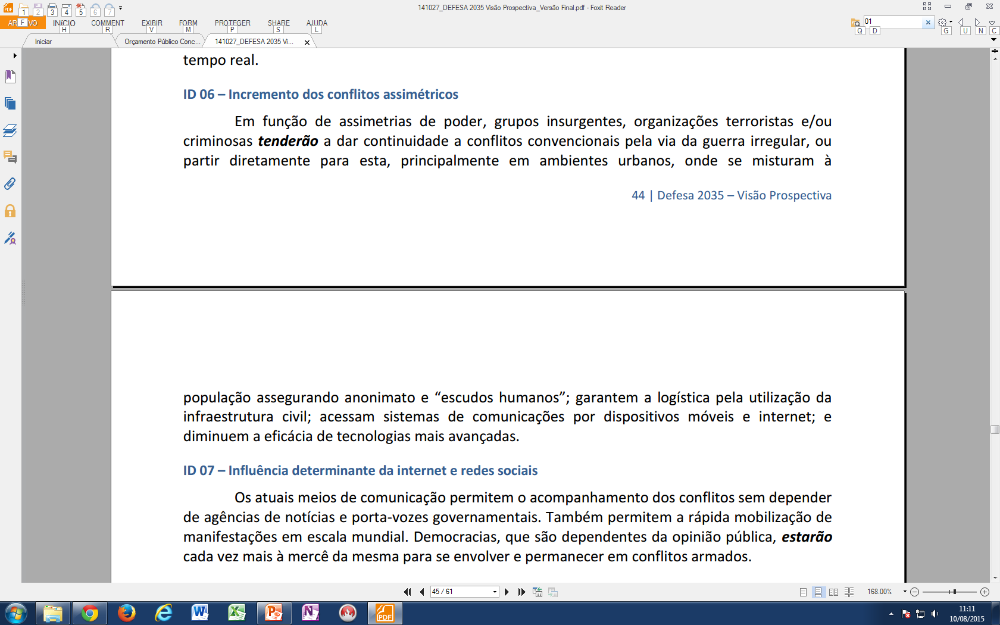 141027_DEFESA 2035 Visão Prospectiva_Versão Final.pdf - Foxit Reader
1 2 3 4 5 6 7
ARQUIVO INÍCIO COMMENT EXIBIR FORM PROTEGER SHARE AJUDA 01
F H R V M P S L Q D G U N C
Iniciar Orçamento Público Conc... 141027_DEFESA 2035 Vi...
tempo real.
ID 06 – Incremento dos conflitos assimétricos
Em função de assimetrias de poder, grupos insurgentes, organizações terroristas e/ou
criminosas tenderão a dar continuidade a conflitos convencionais pela via da guerra irregular, ou
partir diretamente para esta, principalmente em ambientes urbanos, onde se misturam à
44 | Defesa 2035 – Visão Prospectiva
população assegurando anonimato e “escudos humanos”; garantem a logística pela utilização da
infraestrutura civil; acessam sistemas de comunicações por dispositivos móveis e internet; e
diminuem a eficácia de tecnologias mais avançadas.
ID 07 – Influência determinante da internet e redes sociais
Os atuais meios de comunicação permitem o acompanhamento dos conflitos sem depender
de agências de notícias e porta-vozes governamentais. Também permitem a rápida mobilização de
manifestações em escala mundial. Democracias, que são dependentes da opinião pública, estarão
cada vez mais à mercê da mesma para se envolver e permanecer em conflitos armados.
45 / 61 168.00%
PDF
11:11
10/08/2015